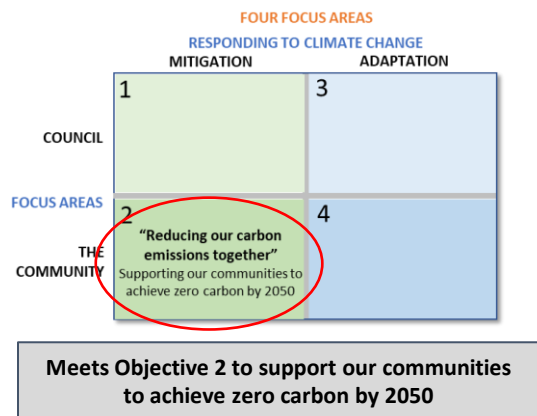 FOUR FOCUS AREAS
RESPONDING TO CLIMATE CHANGE
MITIGATION
ADAPTATION
1
3
COUNCIL
FOCUS AREAS
2
4
“Reducing our carbon
emissions together”
THE
COMMUNITY
Supporting our communities to
achieve zero carbon by 2050
Meets Objective 2 to support our communities
to achieve zero carbon by 2050